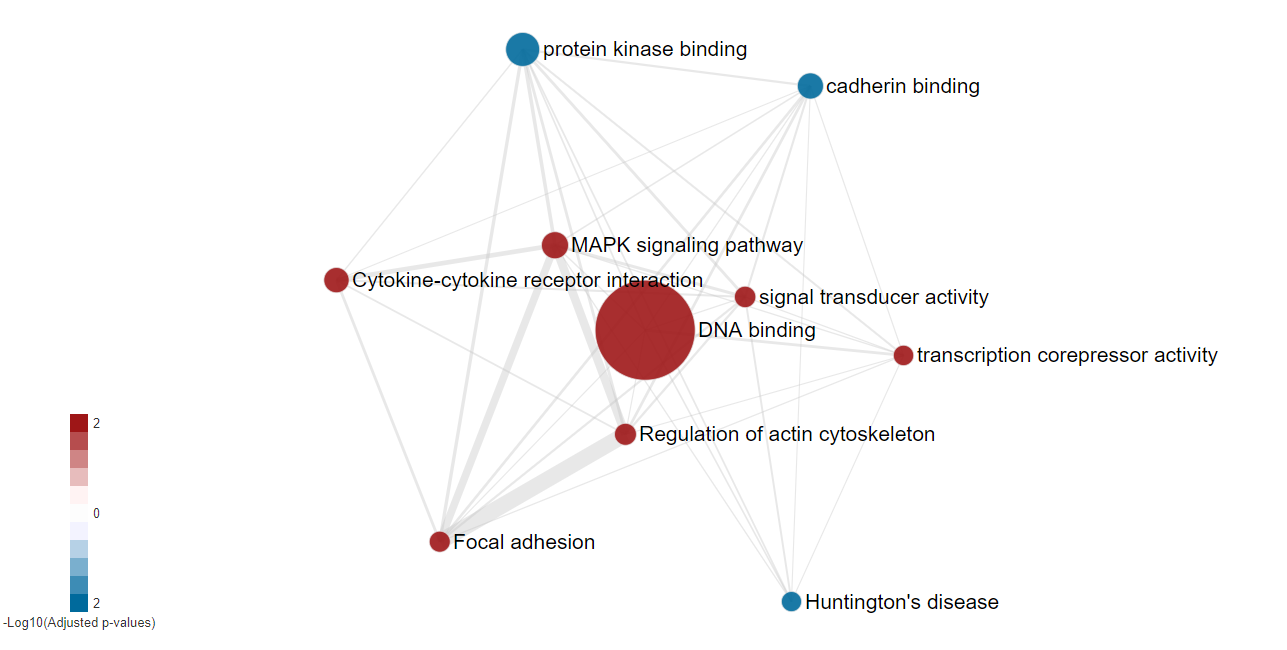 protein kinase binding
cadherin binding
MAPK signaling pathway
Cytokine-cytokine receptor interaction
signal transducer activity
DNA binding
transcription corepressor activity
Regulation of actin cytoskeleton
Focal adhesion
Huntington's disease
2
0
2
-Log10(Adjusted p-values)